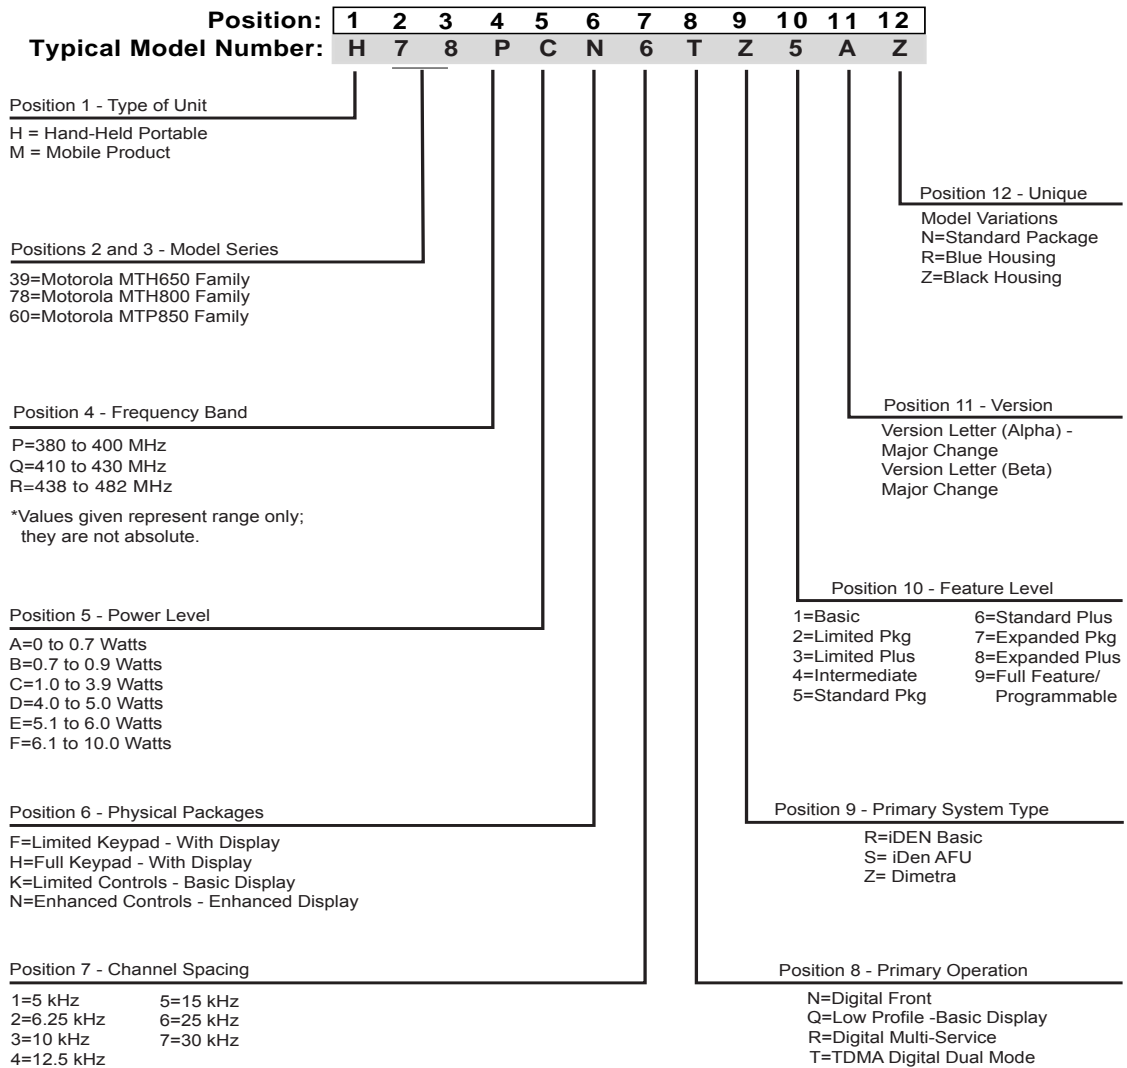 Position: 1 2 3 4 5 6 7 8 9 10 11 12
Typical Model Number: H 7 8 P C N 6 T Z 5 A Z
Position 1 - Type of Unit
H = Hand-Held Portable
M = Mobile Product
Positions 2 and 3 - Model Series
39=Motorola MTH650 Family
78=Motorola MTH800 Family
60=Motorola MTP850 Family
Position 4 - Frequency Band
P=380 to 400 MHz
Q=410 to 430 MHz
R=438 to 482 MHz
*Values given represent range only;
they are not absolute.
Position 5 - Power Level
A=0 to 0.7 Watts
B=0.7 to 0.9 Watts
C=1.0 to 3.9 Watts
D=4.0 to 5.0 Watts
E=5.1 to 6.0 Watts
F=6.1 to 10.0 Watts
Position 6 - Physical Packages
F=Limited Keypad - With Display
H=Full Keypad - With Display
K=Limited Controls - Basic Display
N=Enhanced Controls - Enhanced Display
Position 7 - Channel Spacing
1=5 kHz
2=6.25 kHz
3=10 kHz
4=12.5 kHz
5=15 kHz
6=25 kHz
7=30 kHz
Position 12 - Unique
Model Variations
N=Standard Package
R=Blue Housing
Z=Black Housing
Position 11 - Version
Version Letter (Alpha) -
Major Change
Version Letter (Beta)
Major Change
Position 10 - Feature Level
1=Basic
2=Limited Pkg
3=Limited Plus
4=Intermediate
5=Standard Pkg
6=Standard Plus
7=Expanded Pkg
8=Expanded Plus
9=Full Feature/
Programmable
Position 9 - Primary System Type
R=iDEN Basic
S= iDen AFU
Z= Dimetra
Position 8 - Primary Operation
N=Digital Front
Q=Low Profile -Basic Display
R=Digital Multi-Service
T=TDMA Digital Dual Mode